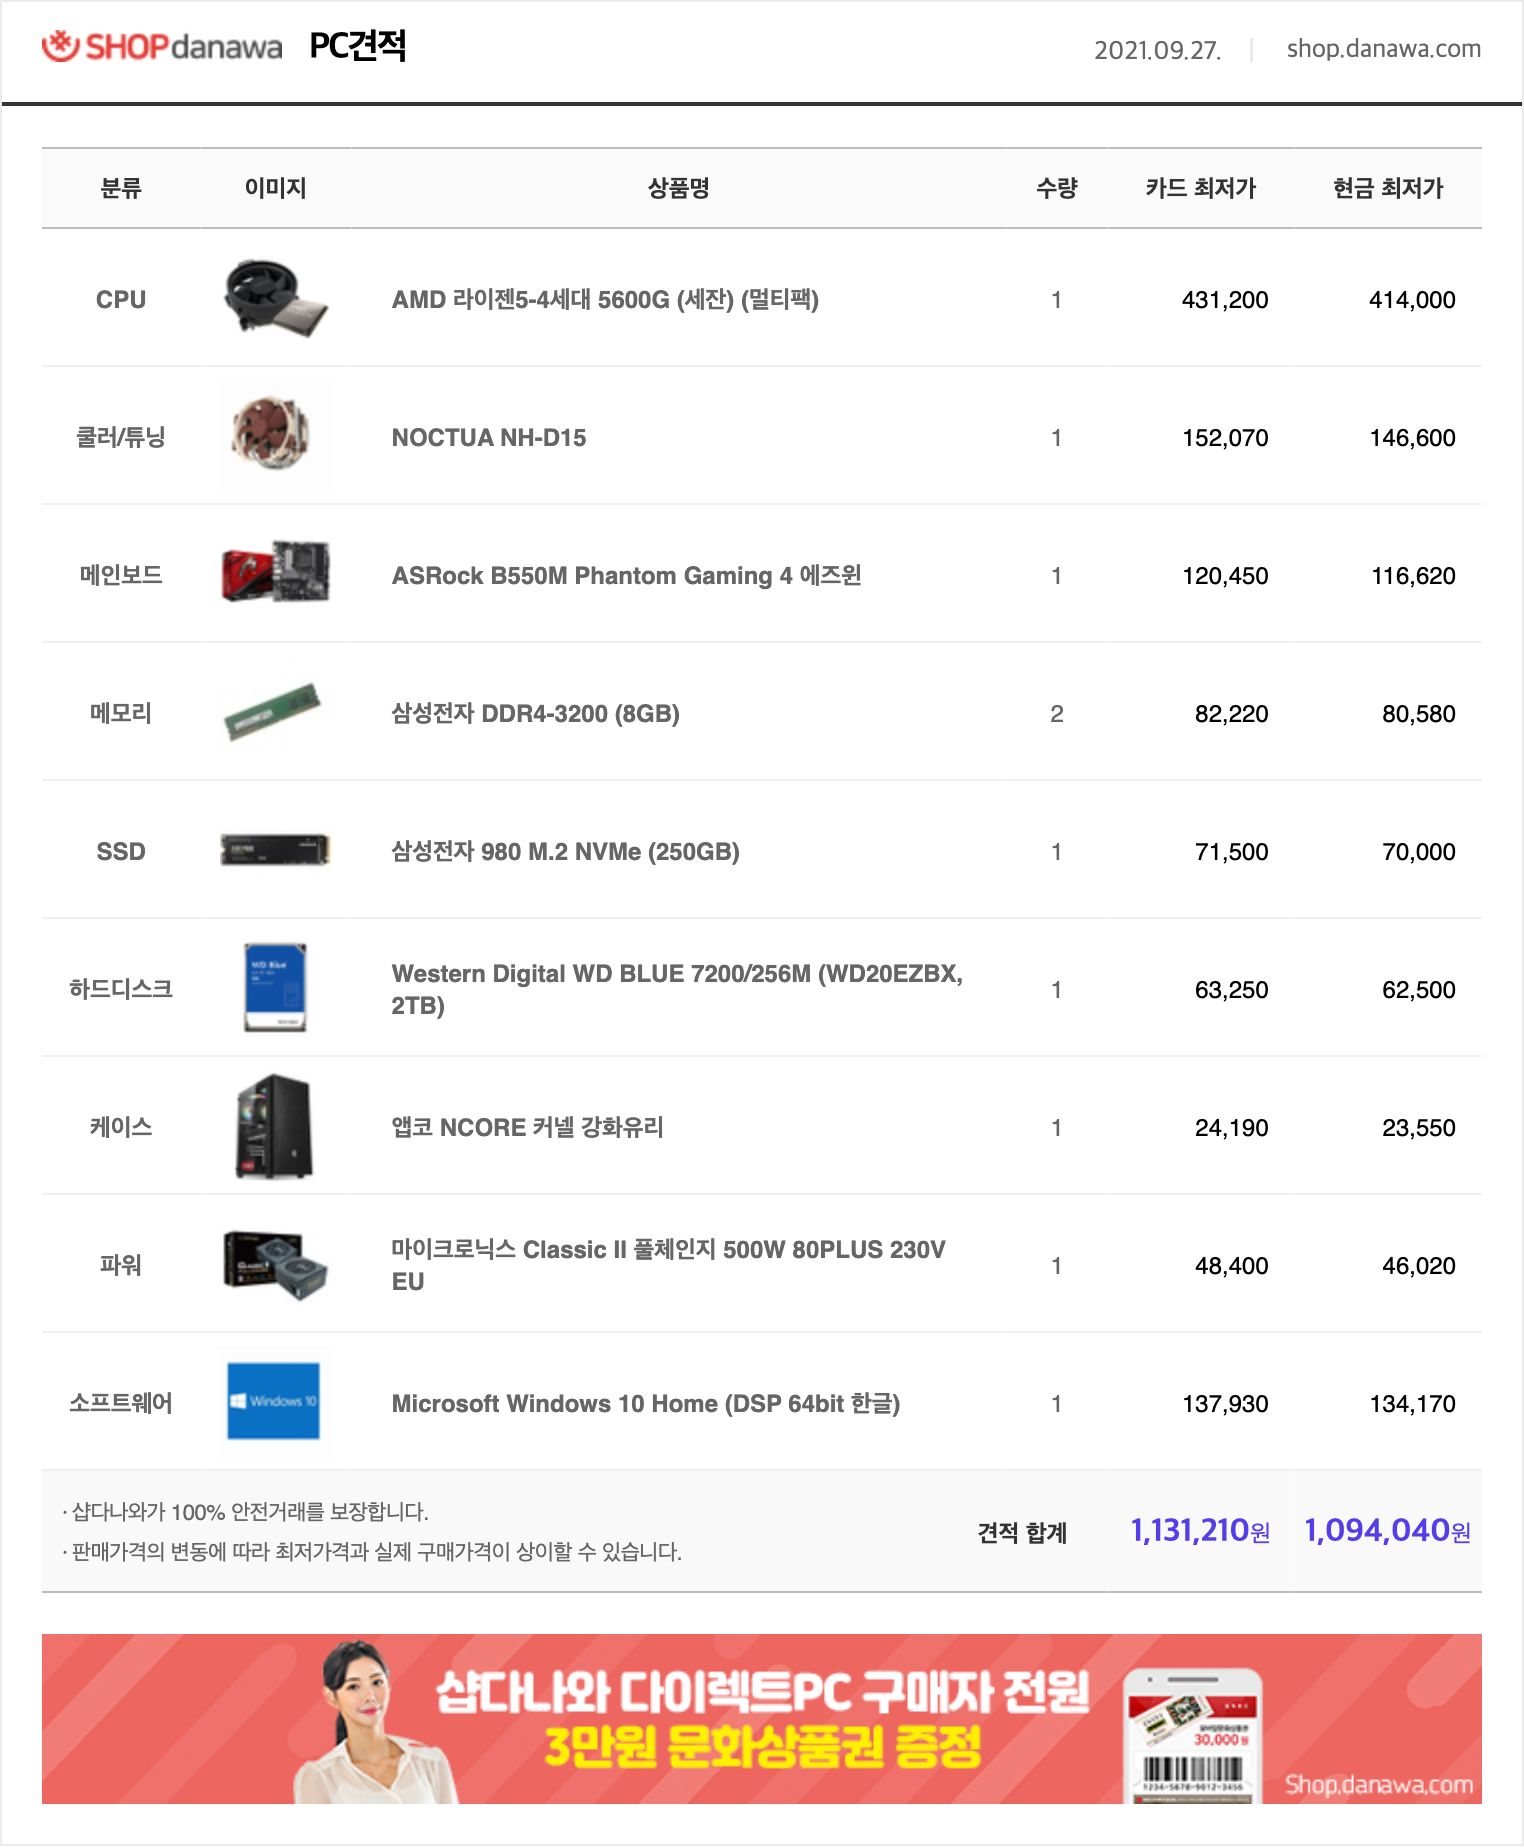 SHOPdanawa PC견적 2021.09.27. shop.danawa.com
분류 이미지 상품명 수량 카드 최저가 현금 최저가
CPU AMD 라이젠5-4세대 5600G (세잔) (멀티팩) 1 431,200 414,000
쿨러/튜닝 NOCTUA NH-D15 1 152,070 146,600
메인보드 ASRock B550M Phantom Gaming 4 에즈윈 1 120,450 116,620
메모리 삼성전자 DDR4-3200 (8GB) 2 82,220 80,580
SSD 삼성전자 980 M.2 NVMe (250GB) 1 71,500 70,000
Western Digital WD BLUE 7200/256M (WD20EZBX,
하드디스크 WD Blue 2TB) 1 63,250 62,500
케이스 앱코 NCORE 커넬 강화유리 1 24,190 23,550
마이크로닉스 Classic II 풀체인지 500W 80PLUS 230V
파워 EU 1 48,400 46,020
소프트웨어 Windows 10 Microsoft Windows 10 Home (DSP 64bit 한글) 1 137,930 134,170
· 샵다나와가 100% 안전거래를 보장합니다.
견적 합계 1,131,210원 1,094,040원
· 판매가격의 변동에 따라 최저가격과 실제 구매가격이 상이할 수 있습니다.
샵다나와 다이렉트PC 구매자 전원
3만원 문화상품권 증정
30,000원
1234-5678-9012-3456
Shop.danawa.com